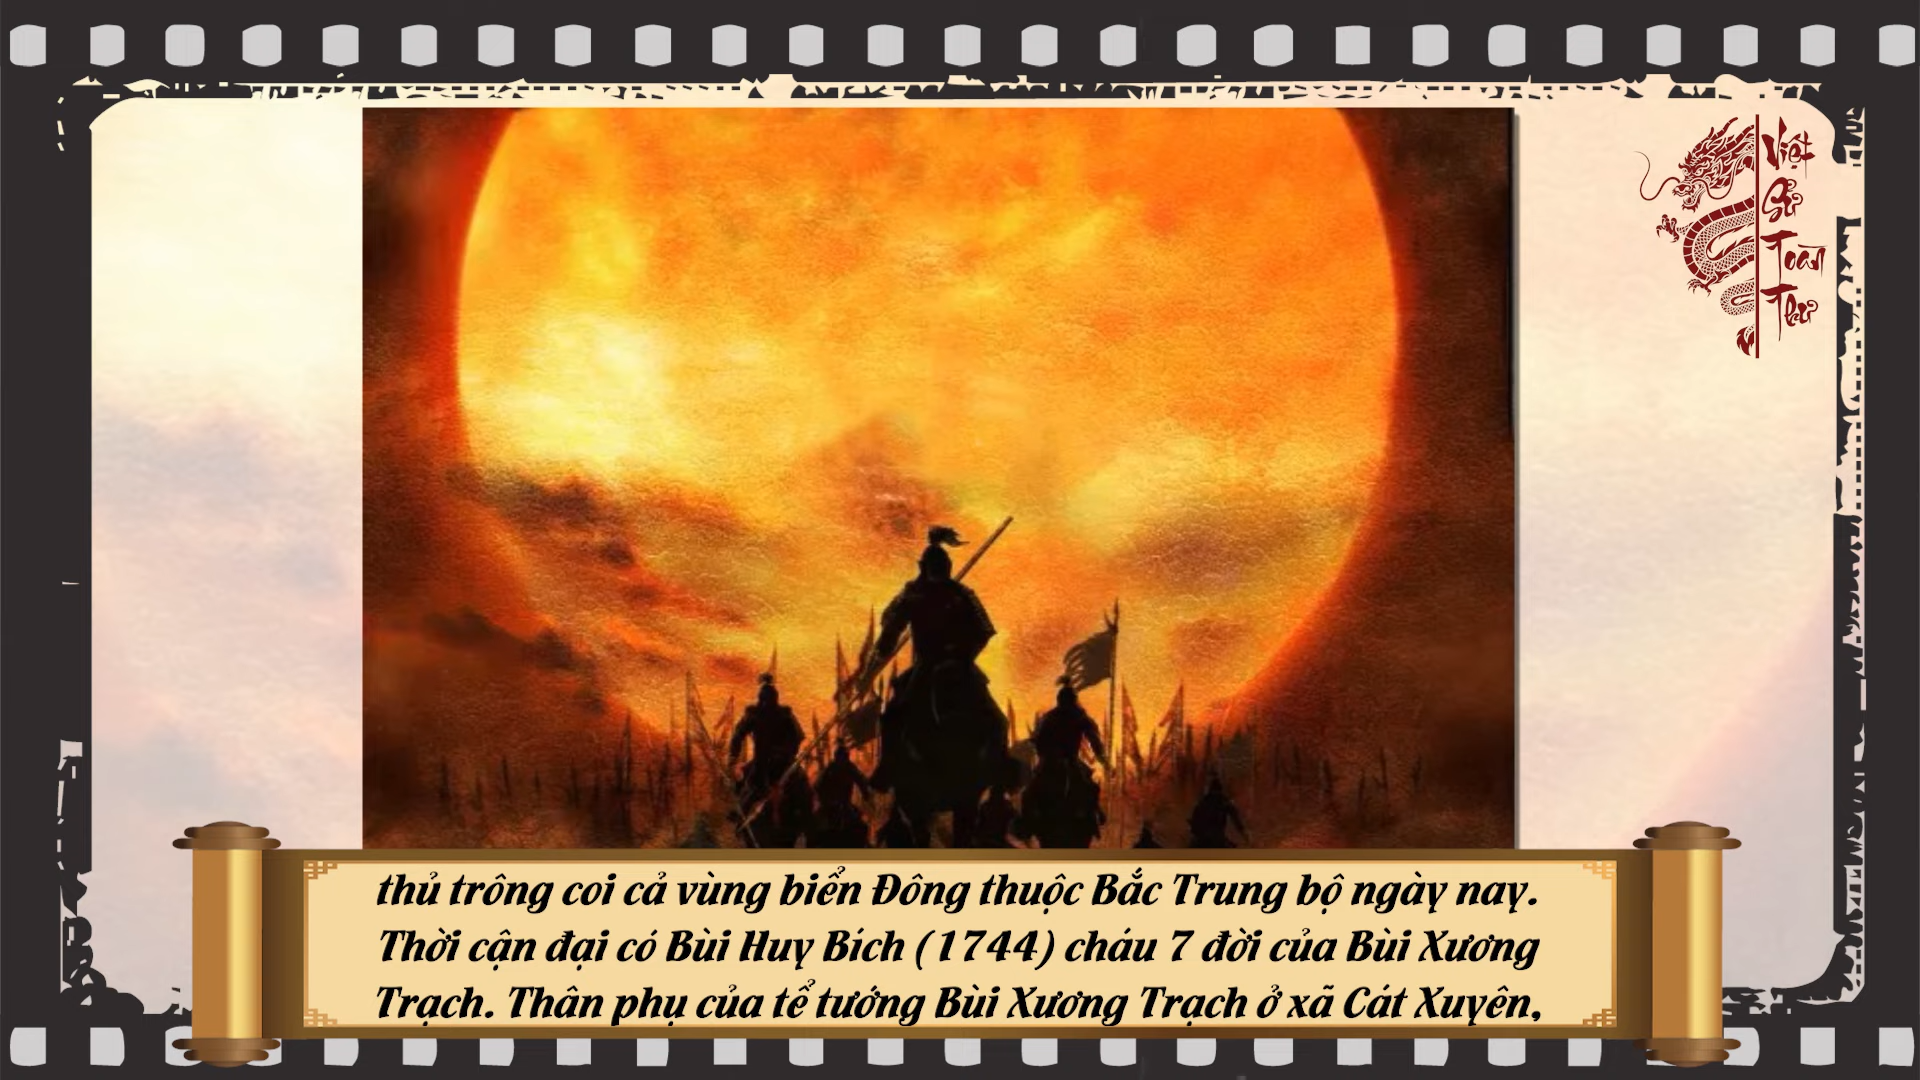 Việt
Sử
Toàn
Thư
thủ trông coi cả vùng biển Đông thuộc Bắc Trung bộ ngày nay.
Thời cận đại có Bùi Huy Bích (1744) cháu 7 đời của Bùi Xương
Trạch. Thân phụ của tể tướng Bùi Xương Trạch ở xã Cát Xuyên,